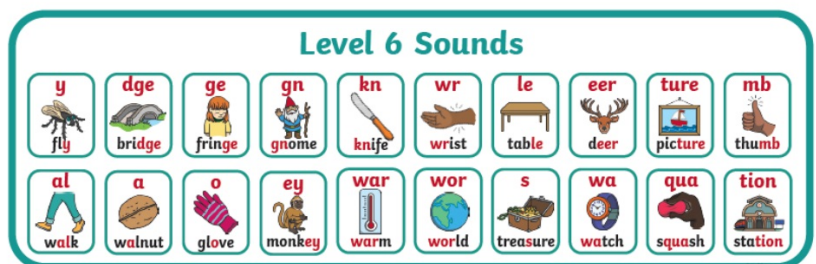 Level 6 Sounds
y dge ge gn kn wr le eer ture mb
fly bridge fringe gnome knife wrist table deer picture thumb
al a o ey war wor s wa qua tion
walk walnut glove monkey warm world treasure watch squash station